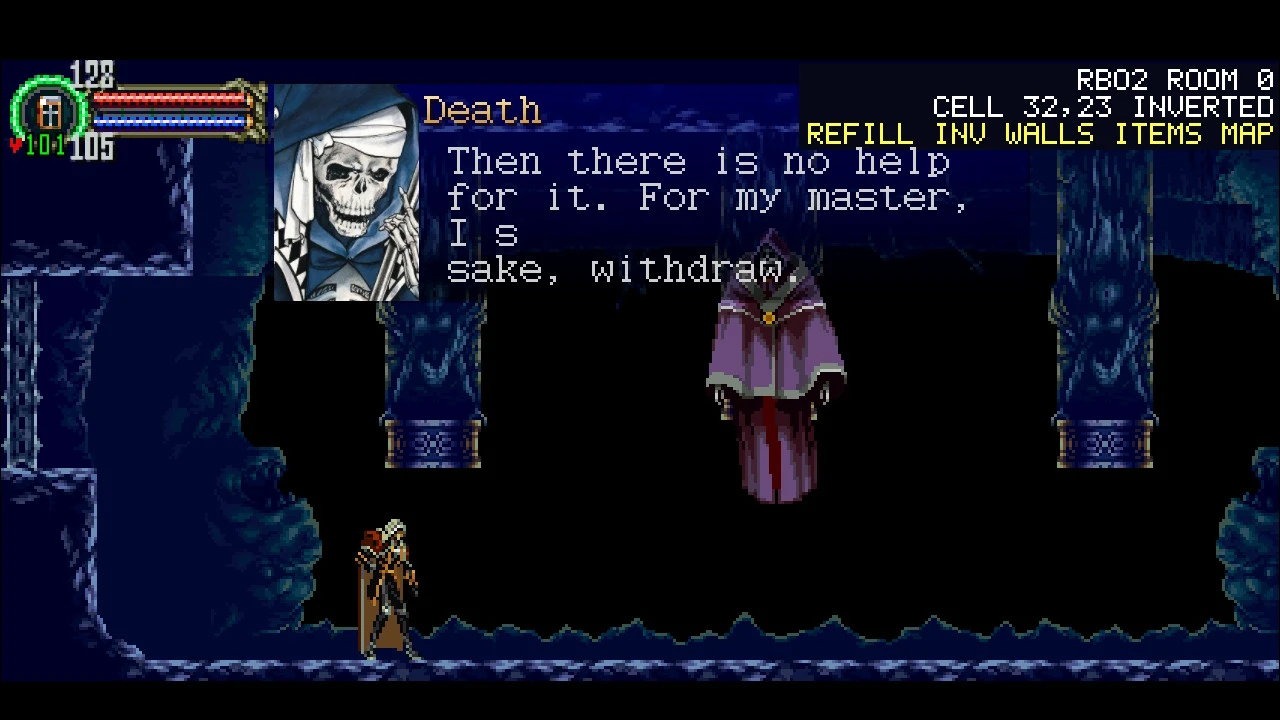 128
101
105
RBO2 ROOM 0
CELL 32,23 INVERTED
REFILL INV WALLS ITEMS MAP
Death
Then there is no help
for it. For my master,
I s
sake, withdraw.